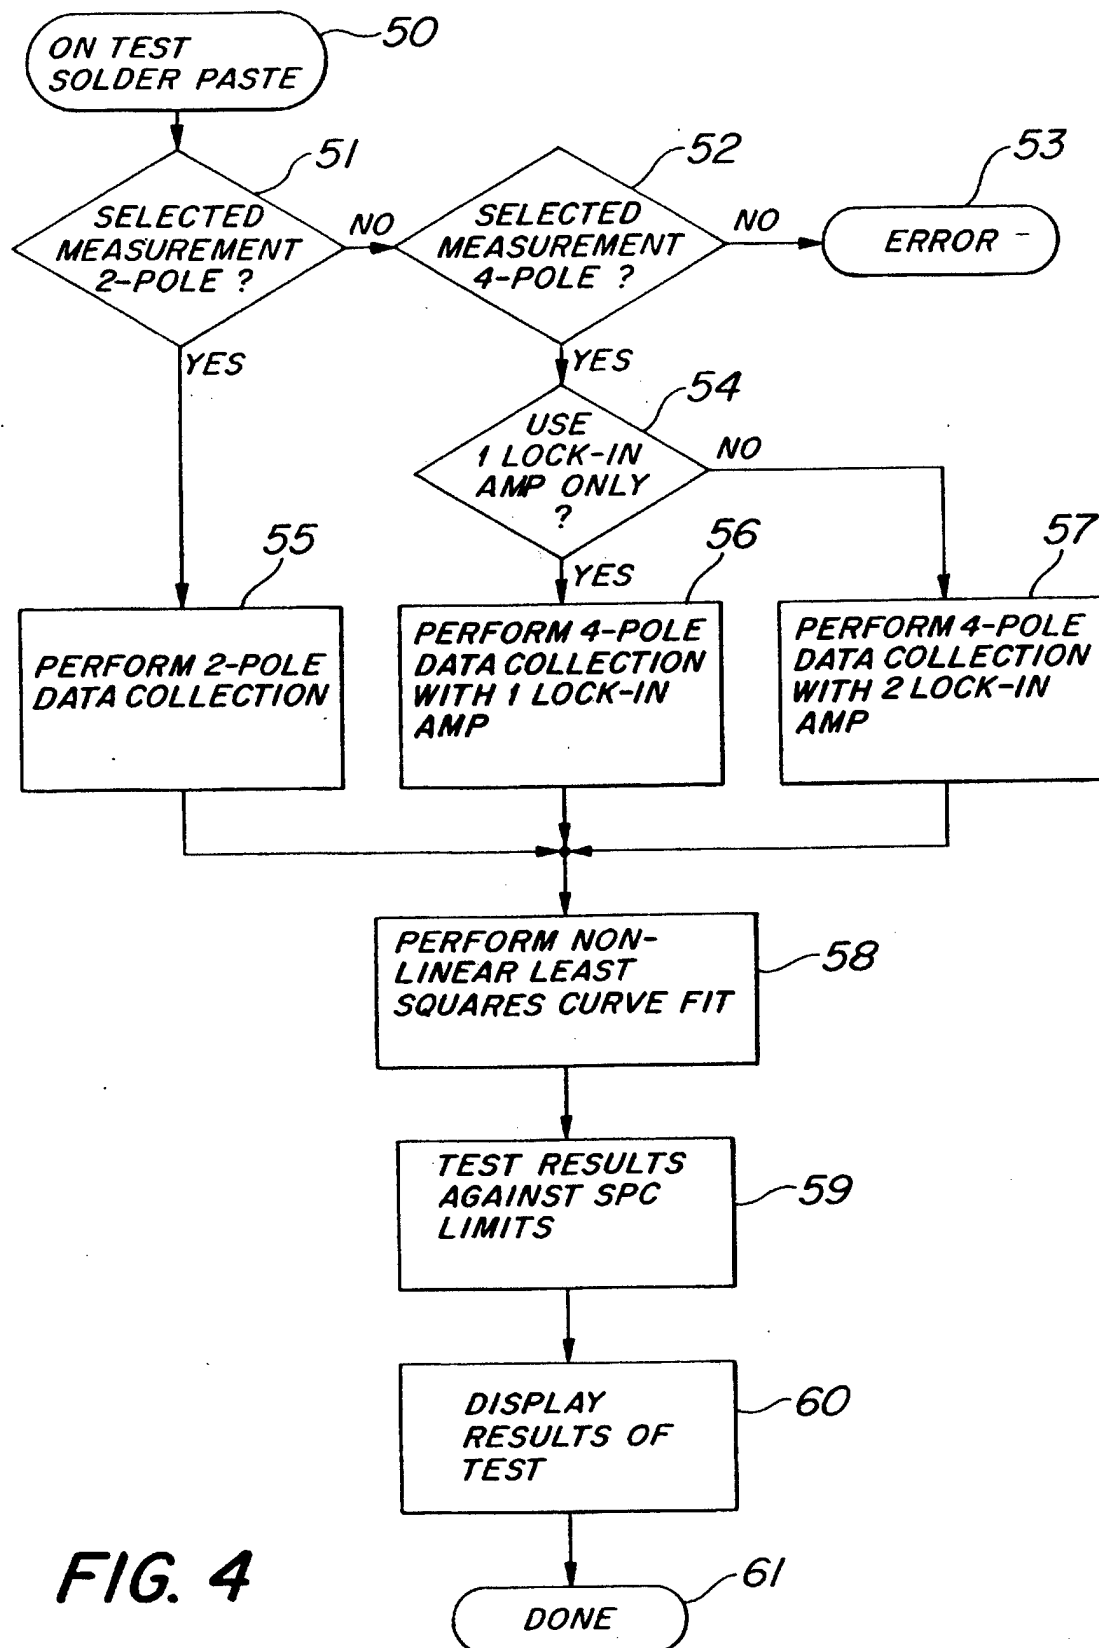 50
ON TEST
SOLDER PASTE
51
SELECTED
MEASUREMENT
2-POLE ?
NO
YES
52
SELECTED
MEASUREMENT
4-POLE ?
NO
YES
53
ERROR
54
USE
1 LOCK-IN
AMP ONLY
?
NO
YES
55
PERFORM 2-POLE
DATA COLLECTION
56
PERFORM 4-POLE
DATA COLLECTION
WITH 1 LOCK-IN
AMP
57
PERFORM 4-POLE
DATA COLLECTION
WITH 2 LOCK-IN
AMP
PERFORM NON-
LINEAR LEAST
SQUARES CURVE FIT
58
TEST RESULTS
AGAINST SPC
LIMITS
59
DISPLAY
RESULTS OF
TEST
60
DONE
61
FIG. 4